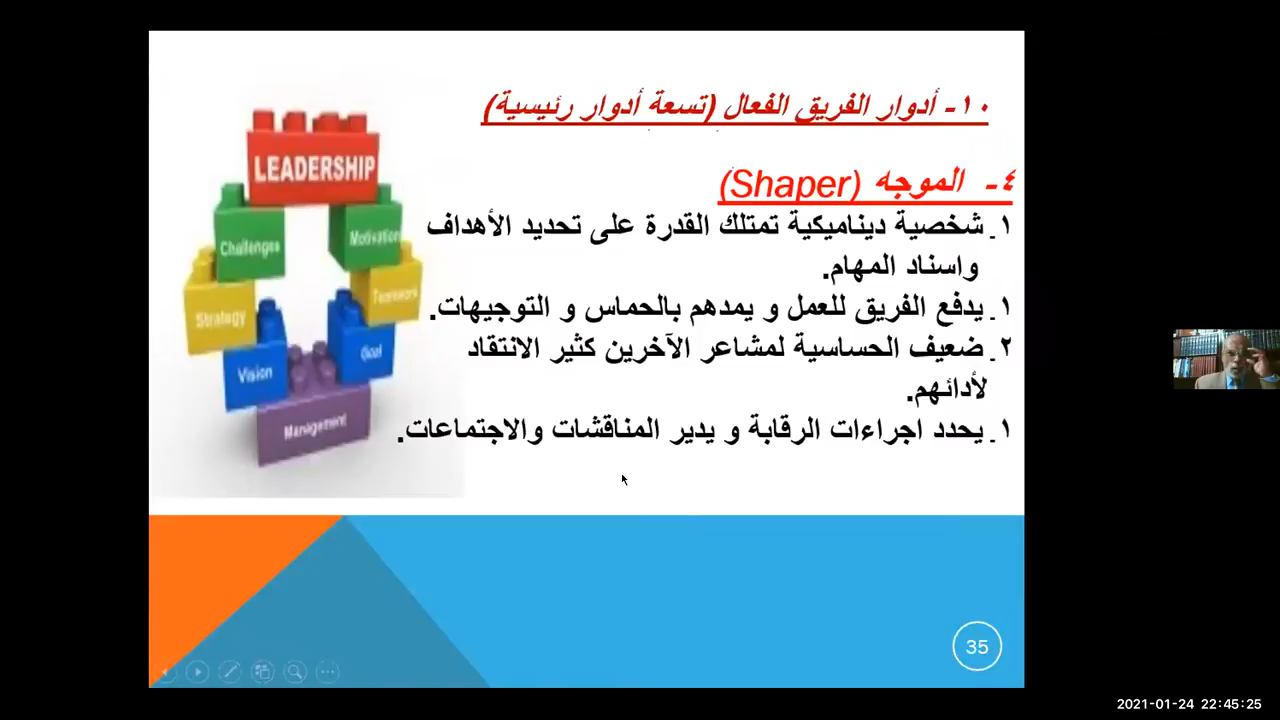 ١٠- أدوار الفريق الفعال (تسعة أدوار رئيسية)
٤- الموجه (Shaper)
١. شخصية ديناميكية تمتلك القدرة على تحديد الأهداف
واسناد المهام.
١. يدفع الفريق للعمل و يمدهم بالحماس و التوجيهات.
٢. ضعيف الحساسية لمشاعر الآخرين كثير الانتقاد
لأدائهم.
١. يحدد اجراءات الرقابة و يدير المناقشات والاجتماعات.
LEADERSHIP
Challenges
Motivation
Strategy
Teamwork
Vision
Goal
Management
35
2021-01-24 22:45:25